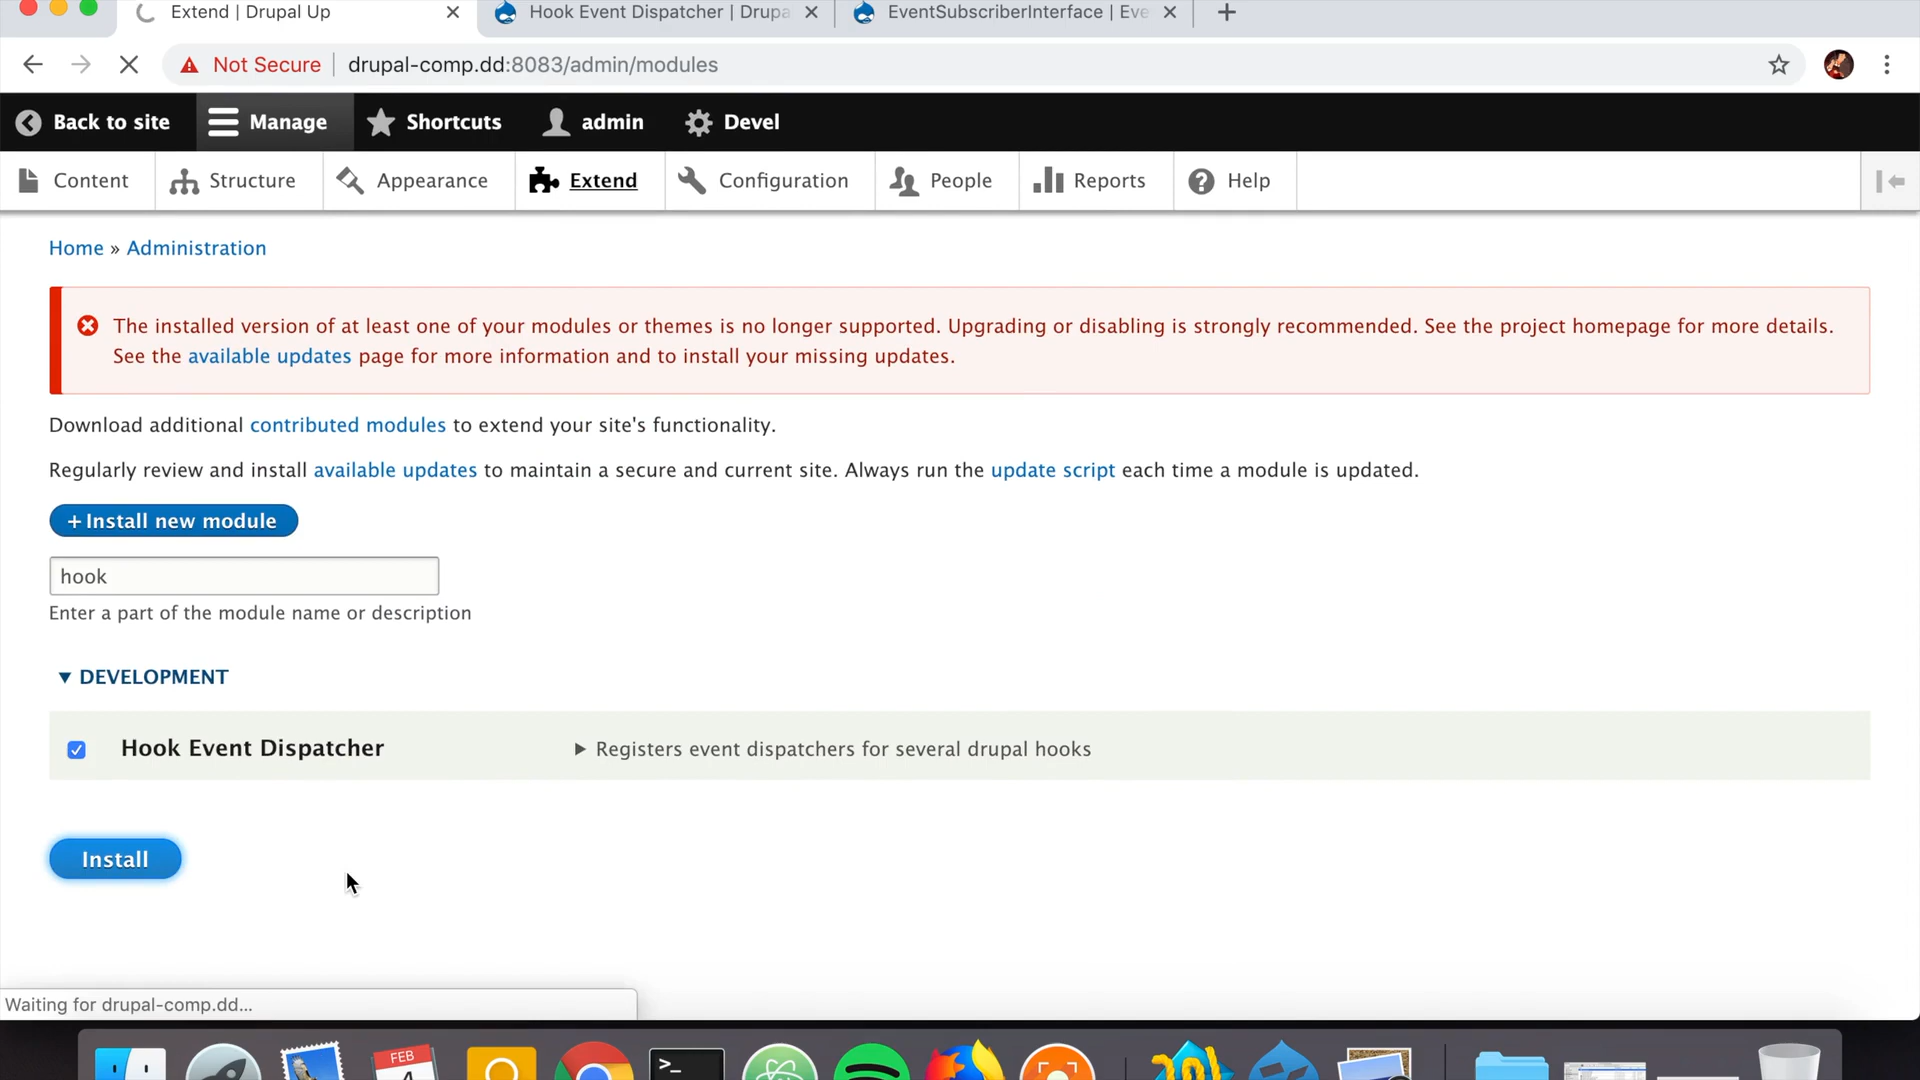 Extend | Drupal Up
Hook Event Dispatcher | Drupa
EventSubscriberInterface | Eve
Not Secure
drupal-comp.dd:8083/admin/modules
Back to site
Manage
Shortcuts
admin
Devel
Content
Structure
Appearance
Extend
Configuration
People
Reports
Help
Home » Administration
The installed version of at least one of your modules or themes is no longer supported. Upgrading or disabling is strongly recommended. See the project homepage for more details.
See the available updates page for more information and to install your missing updates.
Download additional contributed modules to extend your site's functionality.
Regularly review and install available updates to maintain a secure and current site. Always run the update script each time a module is updated.
+ Install new module
hook
Enter a part of the module name or description
▼ DEVELOPMENT
Hook Event Dispatcher
Registers event dispatchers for several drupal hooks
Install
Waiting for drupal-comp.dd...
FEB
4
>_